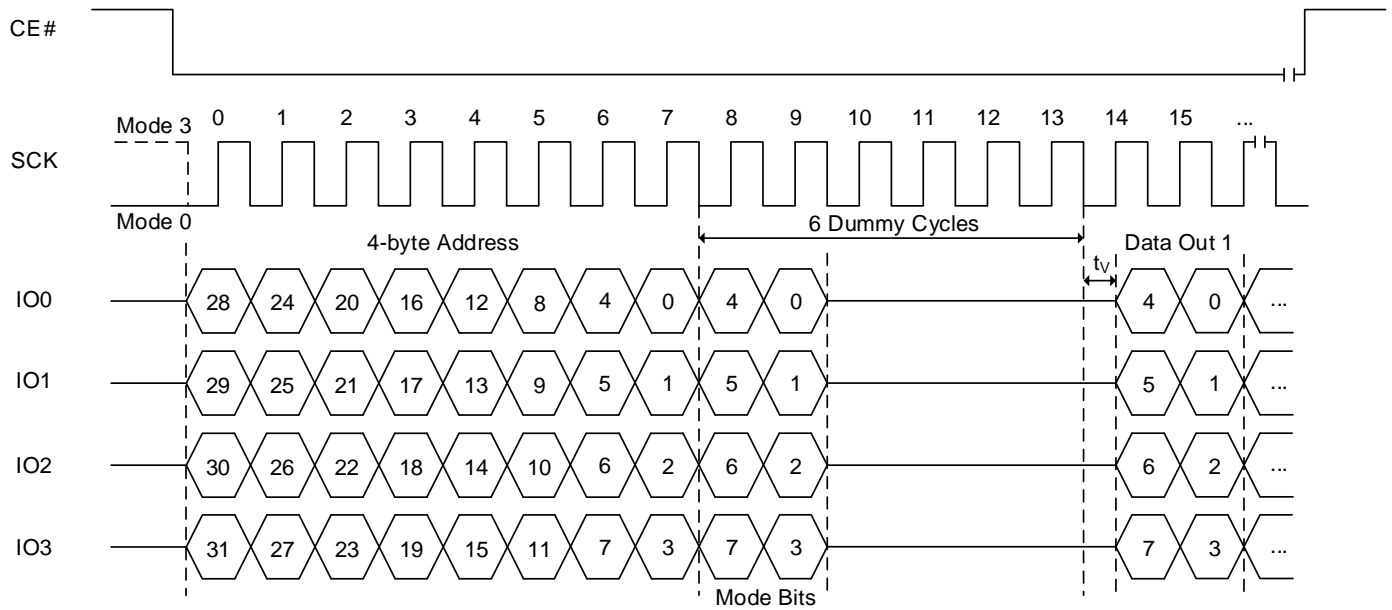 CE#
Mode 3 0 1 2 3 4 5 6 7 8 9 10 11 12 13 14 15 ...
SCK
Mode 0
4-byte Address 6 Dummy Cycles Data Out 1
tV
IO0 28 24 20 16 12 8 4 0 4 0 4 0 ...
IO1 29 25 21 17 13 9 5 1 5 1 5 1 ...
IO2 30 26 22 18 14 10 6 2 6 2 6 2 ...
IO3 31 27 23 19 15 11 7 3 7 3 7 3 ...
Mode Bits